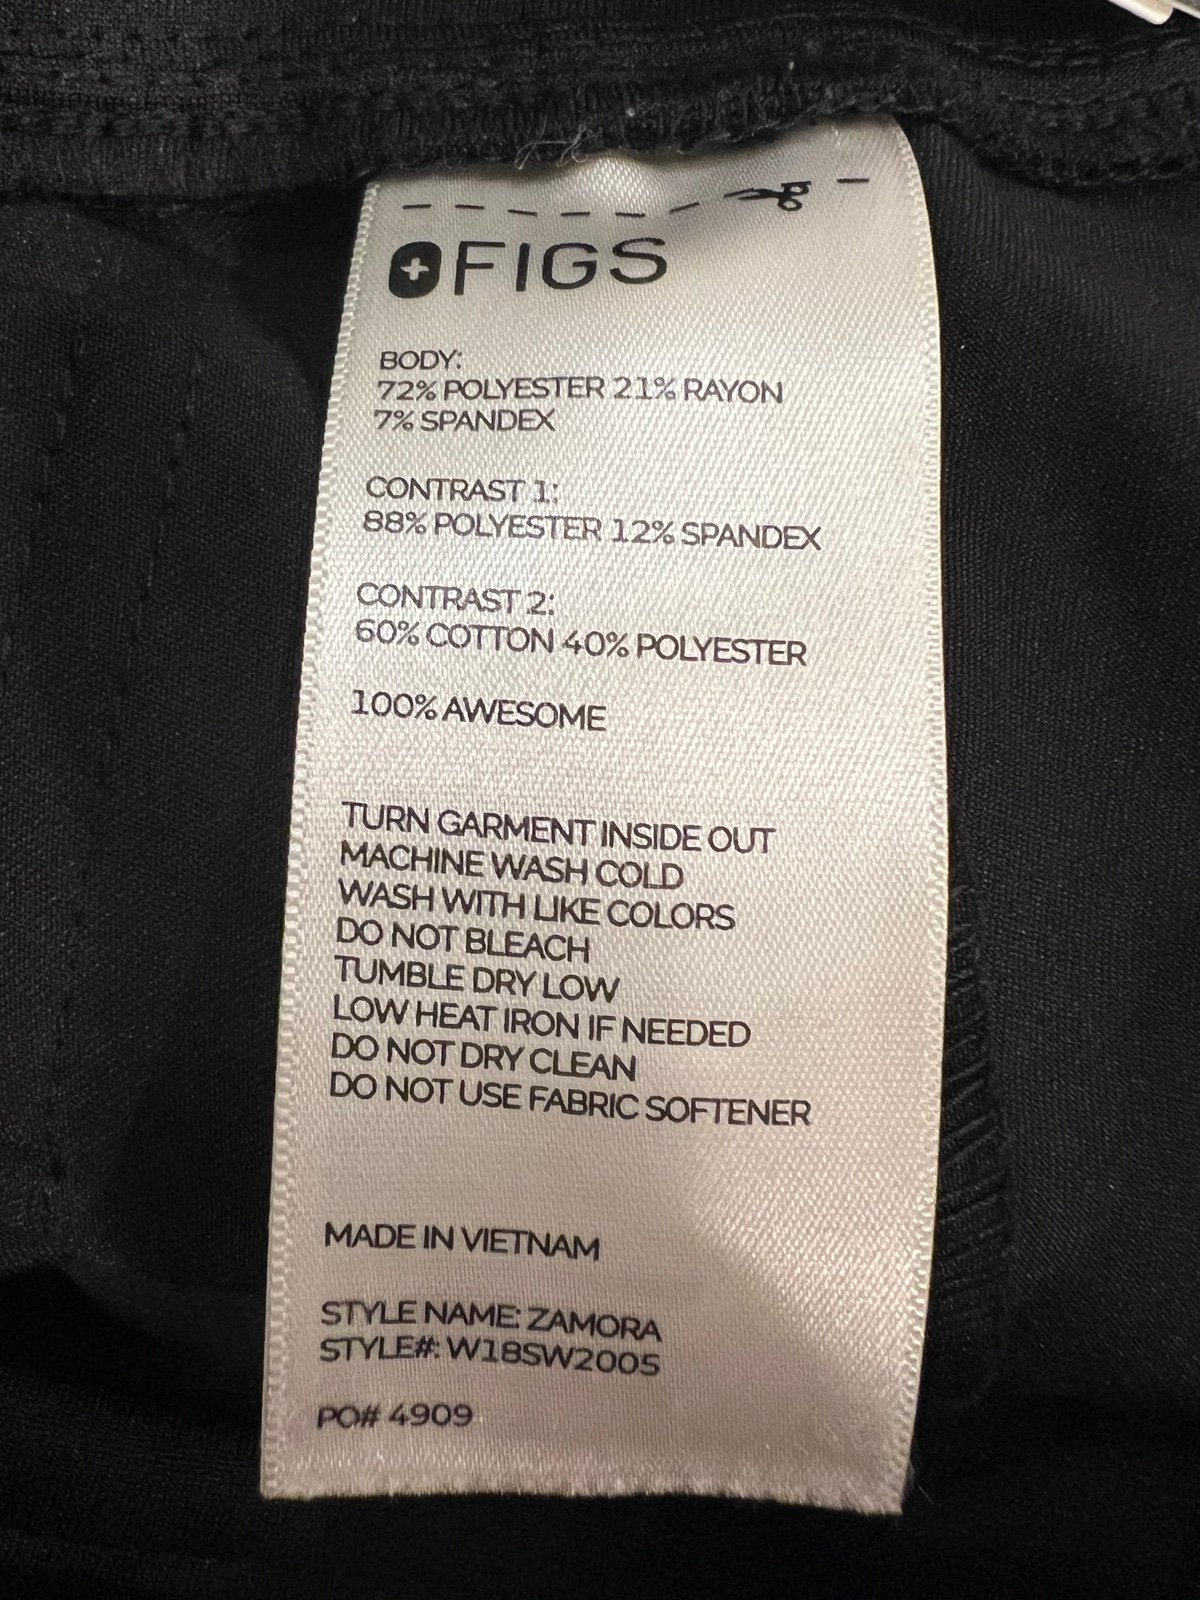 FIGS
BODY:
72% POLYESTER 21% RAYON
7% SPANDEX
CONTRAST 1:
88% POLYESTER 12% SPANDEX
CONTRAST 2:
60% COTTON 40% POLYESTER
100% AWESOME
TURN GARMENT INSIDE OUT
MACHINE WASH COLD
WASH WITH LIKE COLORS
DO NOT BLEACH
TUMBLE DRY LOW
LOW HEAT IRON IF NEEDED
DO NOT DRY CLEAN
DO NOT USE FABRIC SOFTENER
MADE IN VIETNAM
STYLE NAME: ZAMORA
STYLE#: W18SW2005
PO# 4909